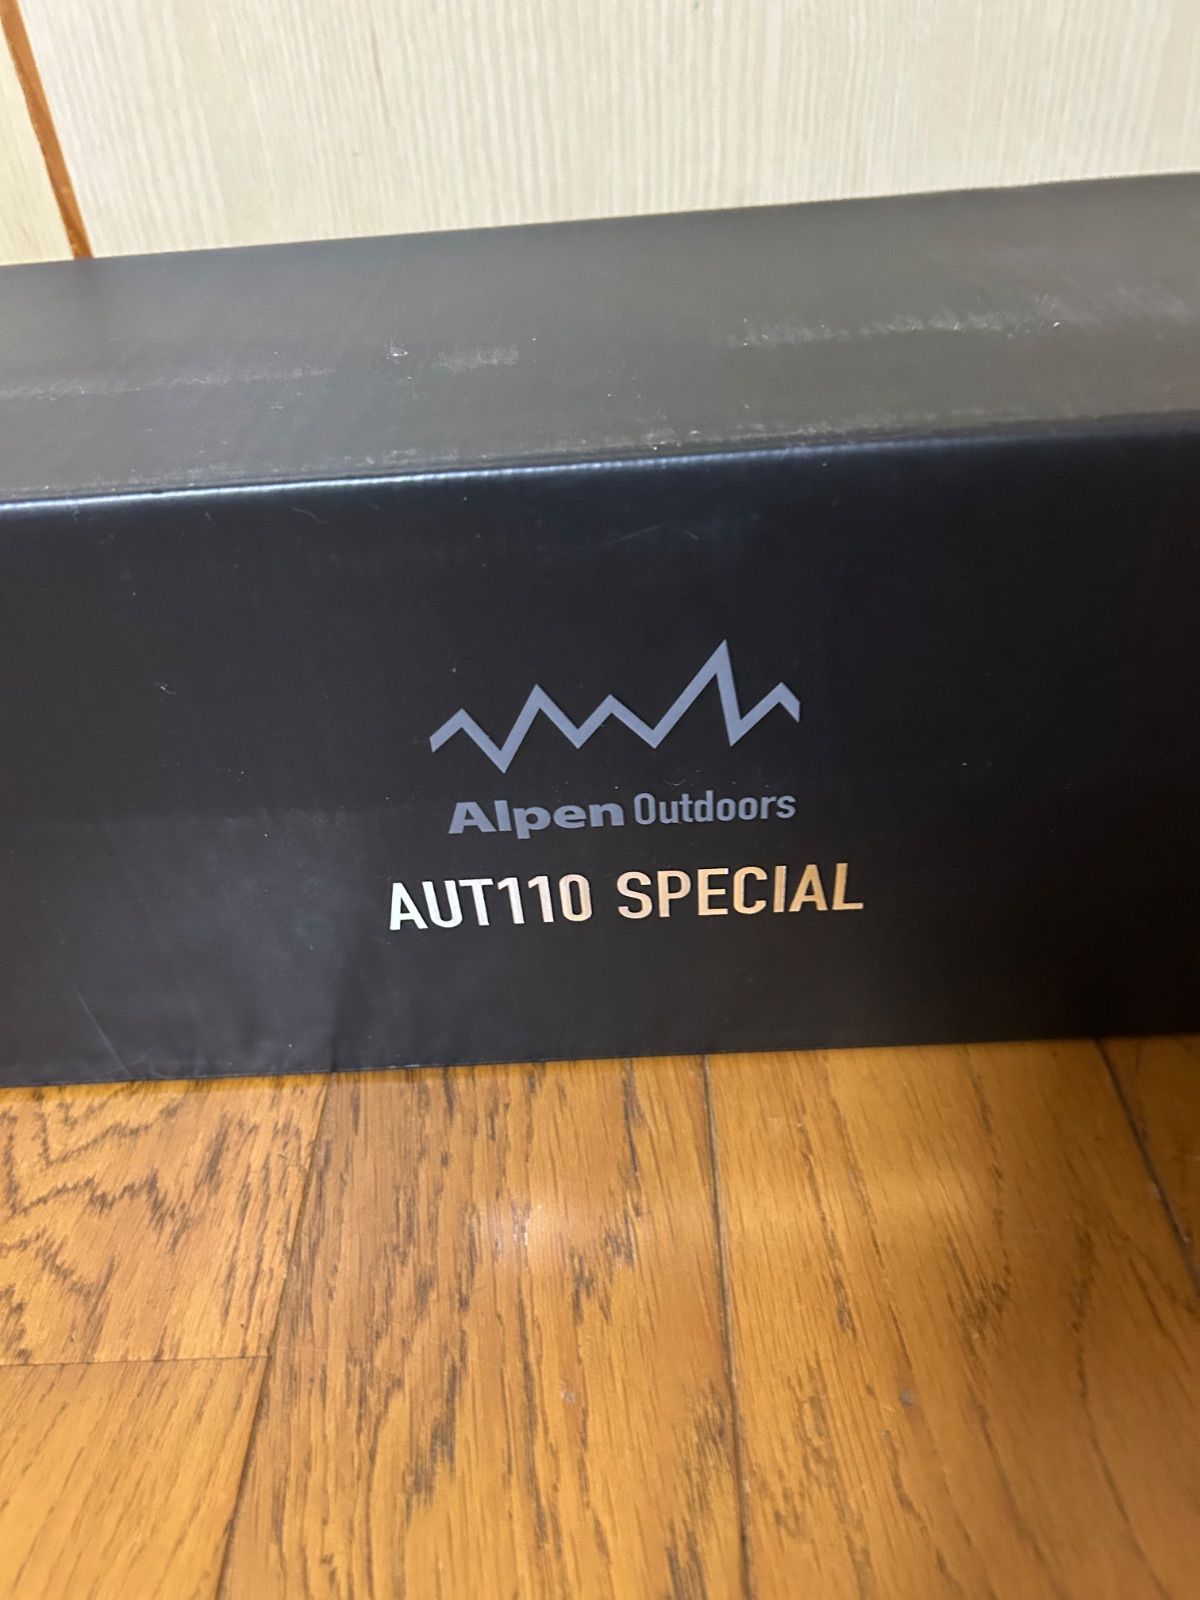 Alpen Outdoors
AUT110 SPECIAL